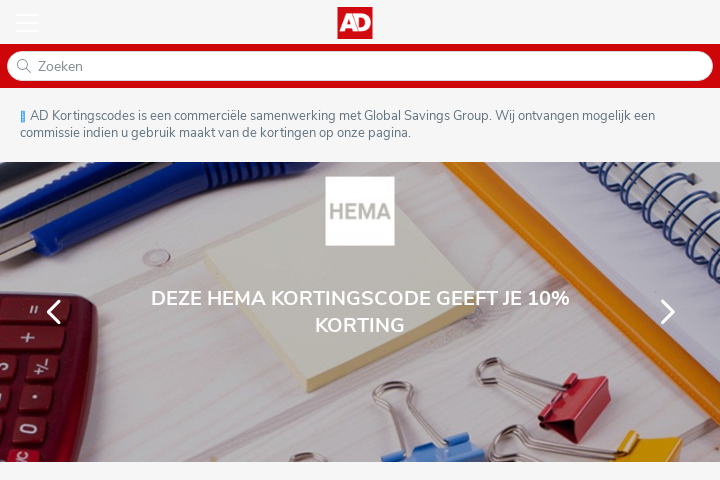 AD
Zoeken
AD Kortingscodes is een commerciële samenwerking met Global Savings Group. Wij ontvangen mogelijk een
commissie indien u gebruik maakt van de kortingen op onze pagina.
HEMA
DEZE HEMA KORTINGSCODE GEEFT JE 10%
KORTING